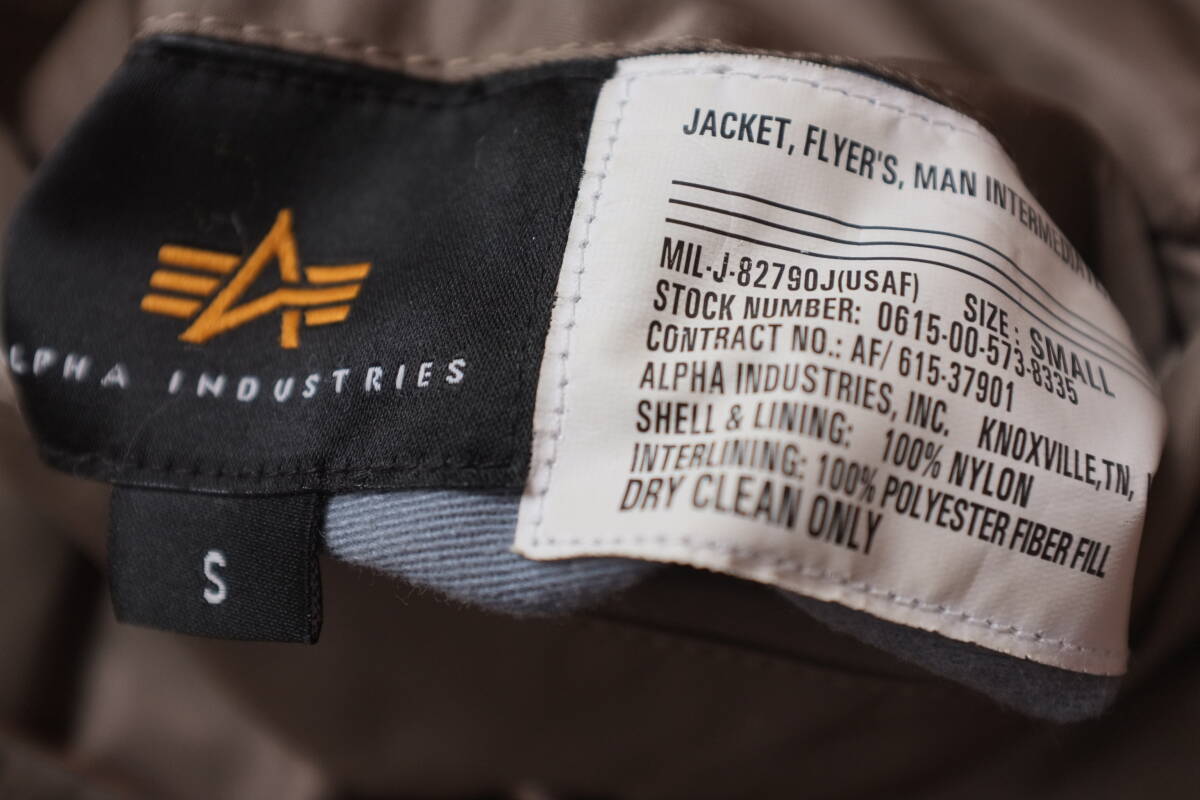 ALPHA INDUSTRIES
S
JACKET, FLYER'S, MAN INTERMEDIATE
MIL-J-82790J(USAF) SIZE: SMALL
STOCK NUMBER: 0615-00-573-8335
CONTRACT NO.: AF/ 615-37901
ALPHA INDUSTRIES, INC. KNOXVILLE,TN,
SHELL & LINING: 100% NYLON
INTERLINING: 100% POLYESTER FIBER FILL
DRY CLEAN ONLY